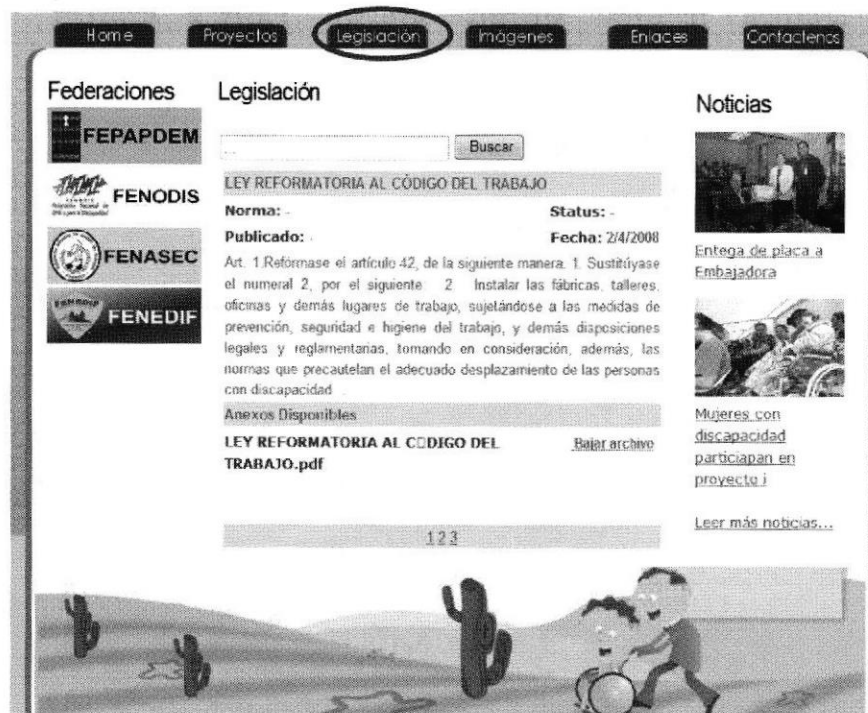 Home Proyectos Legislación Imágenes Enlaces Contactenos
Federaciones
FEPAPDEM
FENODIS
FENASEC
FENEDIF
Legislación
Buscar
LEY REFORMATORIA AL CÓDIGO DEL TRABAJO
Norma: - Status: -
Publicado: - Fecha: 2/4/2008
Art. 1.Refórmase el artículo 42, de la siguiente manera. 1. Sustitúyase
el numeral 2, por el siguiente 2 Instalar las fábricas, talleres,
oficinas y demás lugares de trabajo, sujetándose a las medidas de
prevención, seguridad e higiene del trabajo, y demás disposiciones
legales y reglamentarias, tomando en consideración, además, las
normas que precautelan el adecuado desplazamiento de las personas
con discapacidad
Anexos Disponibles
LEY REFORMATORIA AL C□DIGO DEL
TRABAJO.pdf
Bajar archivo
1 2 3
Noticias
Entega de placa a
Embajadora
Mujeres con
discapacidad
particiapan en
proyecto i
Leer más noticias...